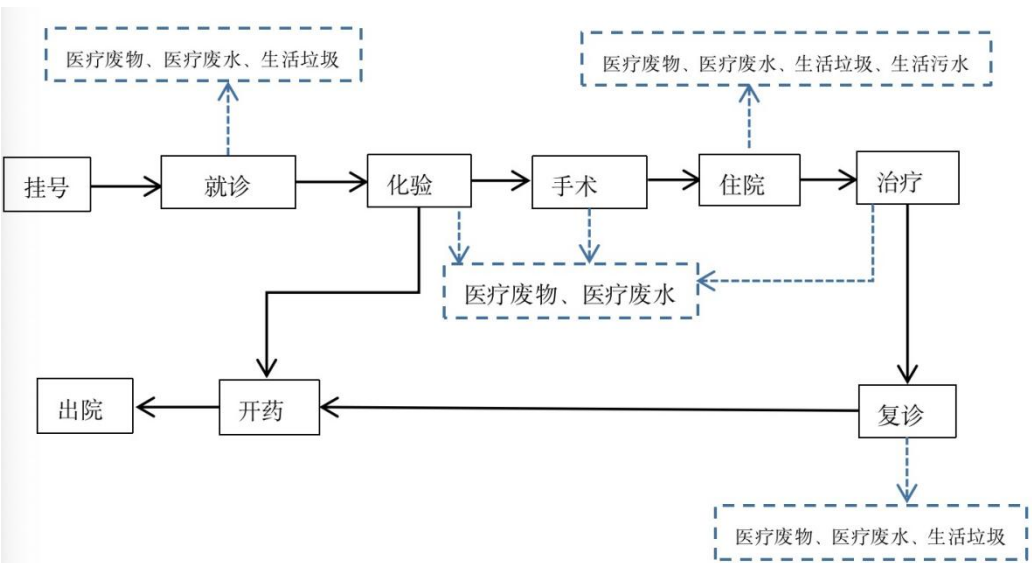 医疗废物、医疗废水、生活垃圾
医疗废物、医疗废水、生活垃圾、生活污水
挂号
就诊
化验
手术
住院
治疗
医疗废物、医疗废水
出院
开药
复诊
医疗废物、医疗废水、生活垃圾